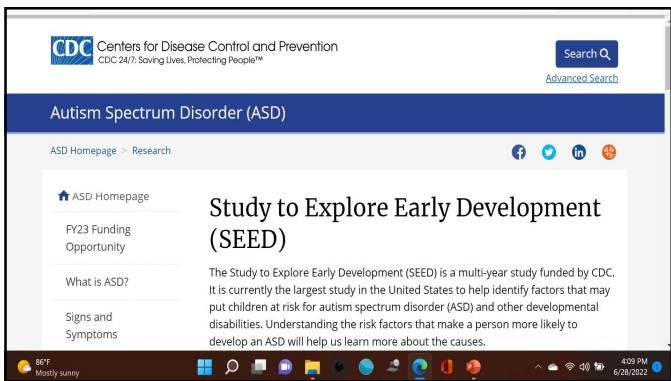 CDC Centers for Disease Control and Prevention
CDC 24/7: Saving Lives, Protecting People™
Search
Advanced Search
Autism Spectrum Disorder (ASD)
ASD Homepage > Research
ASD Homepage
FY23 Funding
Opportunity
What is ASD?
Signs and
Symptoms
Study to Explore Early Development
(SEED)
The Study to Explore Early Development (SEED) is a multi-year study funded by CDC.
It is currently the largest study in the United States to help identify factors that may
put children at risk for autism spectrum disorder (ASD) and other developmental
disabilities. Understanding the risk factors that make a person more likely to
develop an ASD will help us learn more about the causes.
86°F
Mostly sunny
4:09 PM
6/28/2022